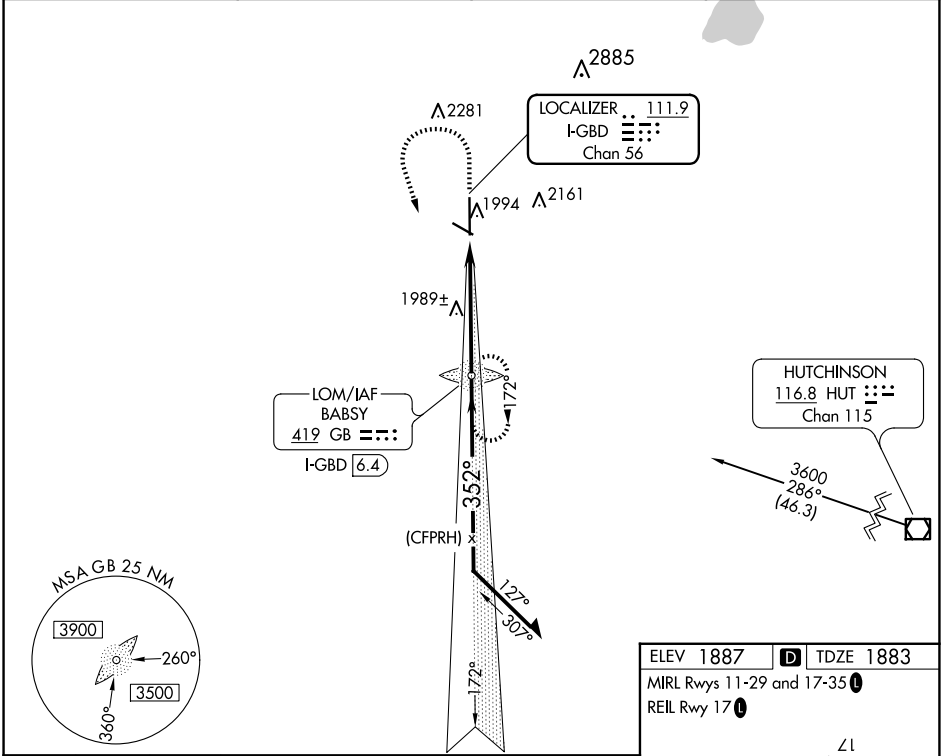 2885
2281
LOCALIZER 111.9
I-GBD
Chan 56
1994
2161
1989±
LOM/IAF
BABSY
419 GB
I-GBD 6.4
172°
352°
HUTCHINSON
116.8 HUT
Chan 115
3600
286°
(46.3)
(CFPRH) x
127°
307°
172°
MSA GB 25 NM
3900
260°
3500
360°
ELEV 1887 D TDZE 1883
MIRL Rwys 11-29 and 17-35 L
REIL Rwy 17 L
17